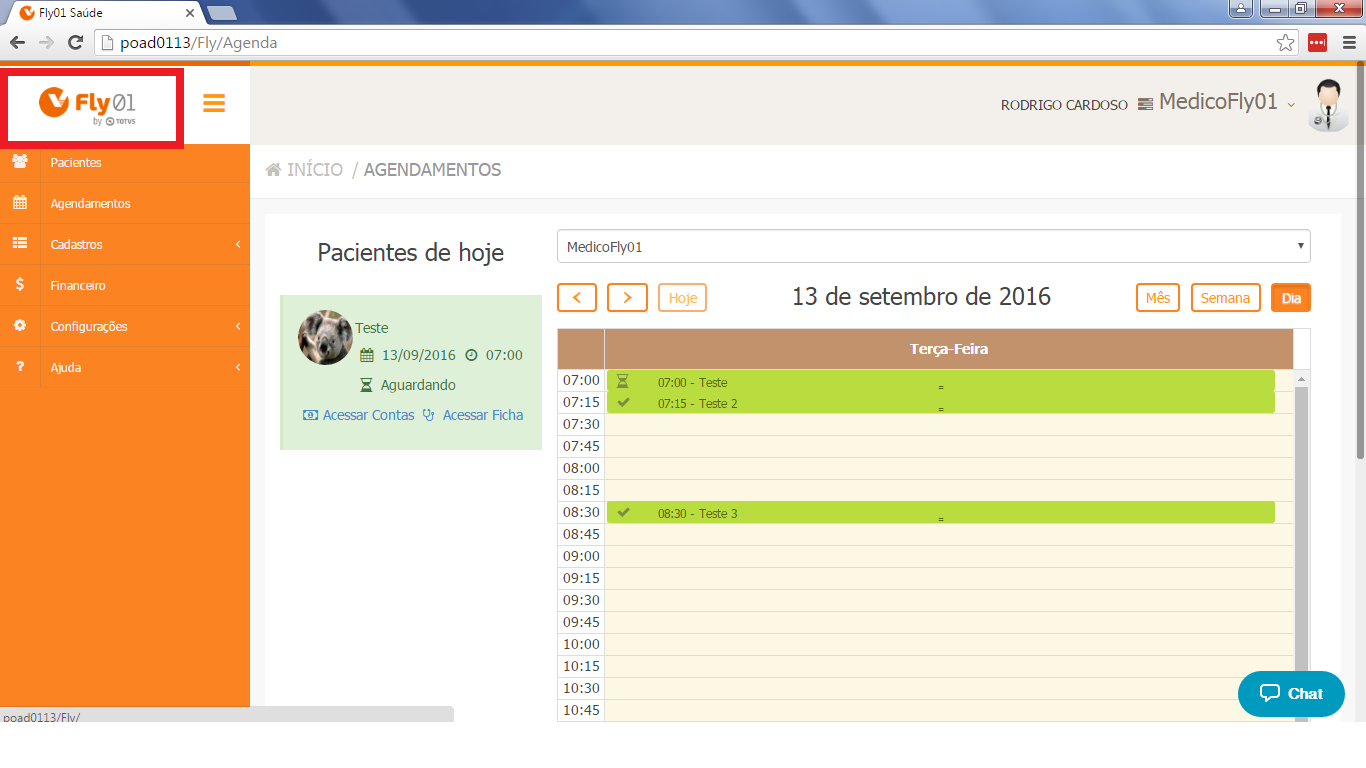 Fly01 Saúde
poad0113/Fly/Agenda
Fly01
by TOTVS
RODRIGO CARDOSO MedicoFly01
Pacientes
Agendamentos
Cadastros
Financeiro
Configurações
Ajuda
INÍCIO / AGENDAMENTOS
Pacientes de hoje
Teste
13/09/2016 07:00
Aguardando
Acessar Contas Acessar Ficha
MedicoFly01
Hoje
13 de setembro de 2016
Mês Semana Dia
Terça-Feira
07:00 07:00 - Teste =
07:15 07:15 - Teste 2 =
07:30
07:45
08:00
08:15
08:30 08:30 - Teste 3 =
08:45
09:00
09:15
09:30
09:45
10:00
10:15
10:30
10:45
Chat
poad0113/Fly/